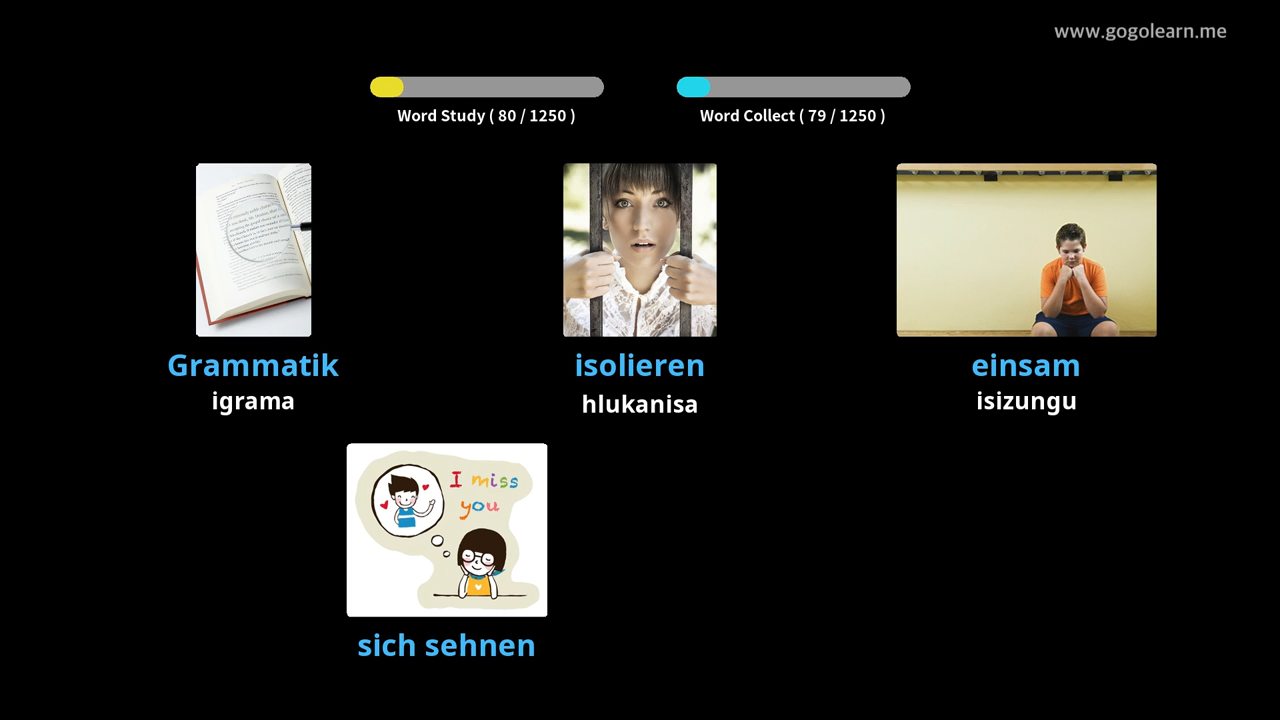 www.gogolearn.me
Word Study ( 80 / 1250 )
Word Collect ( 79 / 1250 )
Grammatik
igrama
isolieren
hlukanisa
einsam
isizungu
I miss
you
sich sehnen